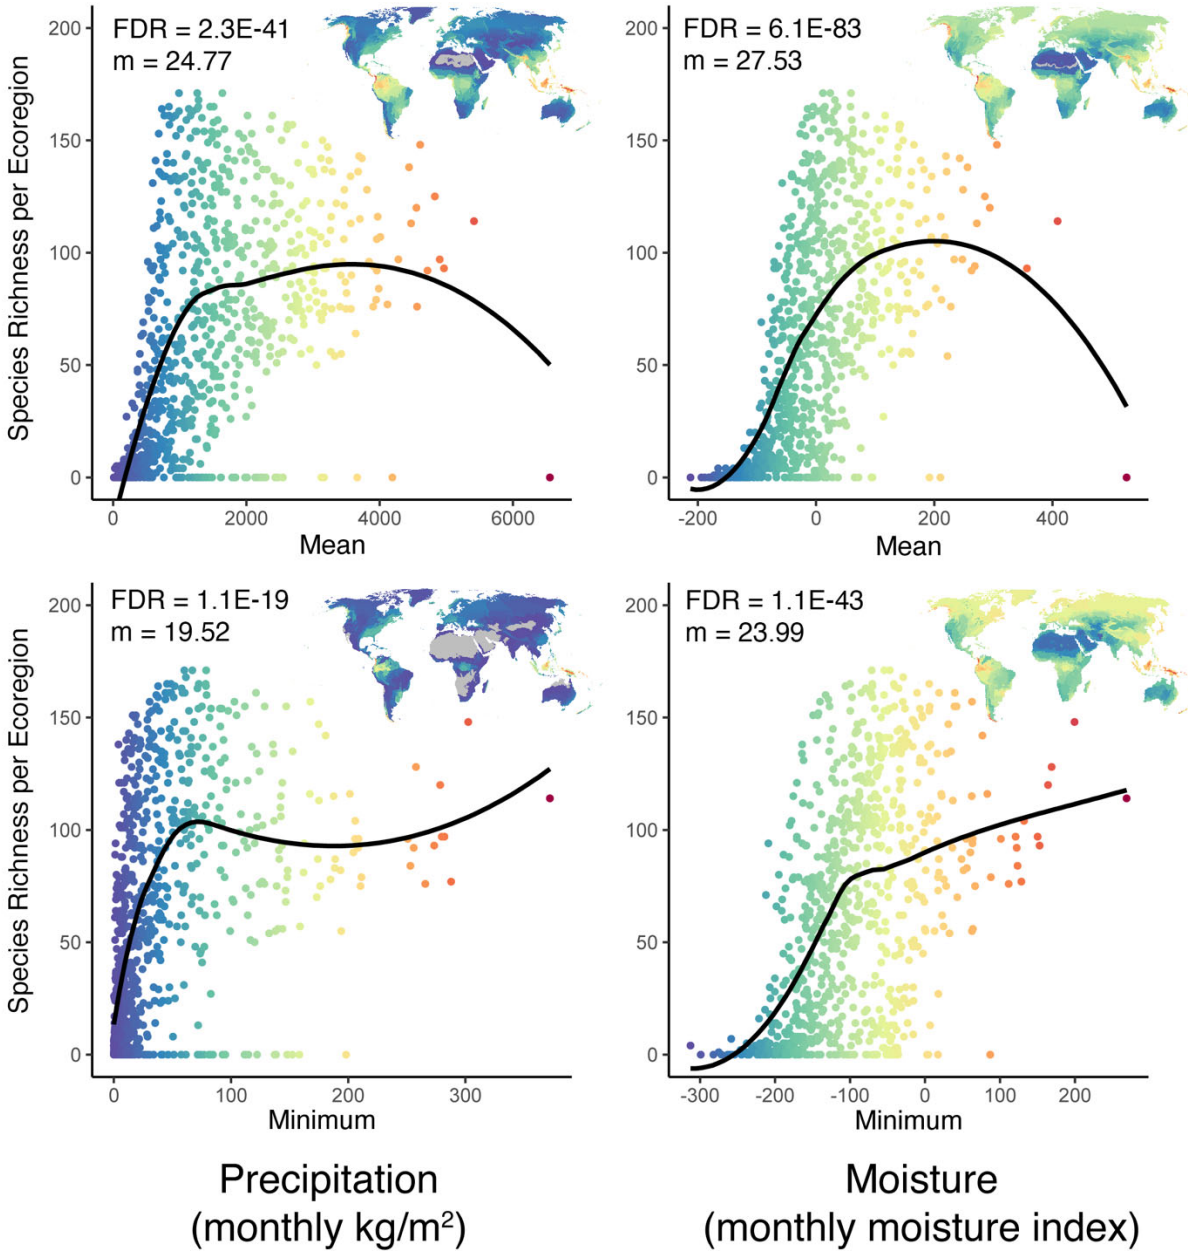 FDR = 2.3E-41
m = 24.77
Species Richness per Ecoregion
200
150
100
50
0
0 2000 4000 6000
Mean
FDR = 6.1E-83
m = 27.53
200
150
100
50
0
-200 0 200 400
Mean
FDR = 1.1E-19
m = 19.52
Species Richness per Ecoregion
200
150
100
50
0
0 100 200 300
Minimum
FDR = 1.1E-43
m = 23.99
200
150
100
50
0
-300 -200 -100 0 100 200
Minimum
Precipitation
(monthly kg/m²)
Moisture
(monthly moisture index)